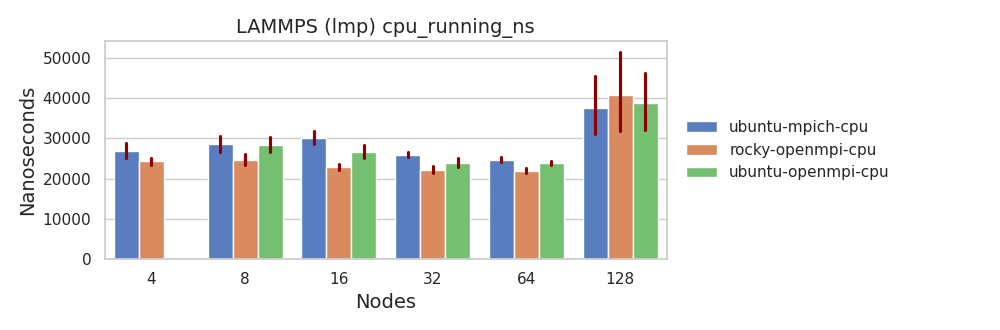 LAMMPS (lmp) cpu_running_ns
Nanoseconds
50000
40000
30000
20000
10000
0
4 8 16 32 64 128
Nodes
ubuntu-mpich-cpu
rocky-openmpi-cpu
ubuntu-openmpi-cpu